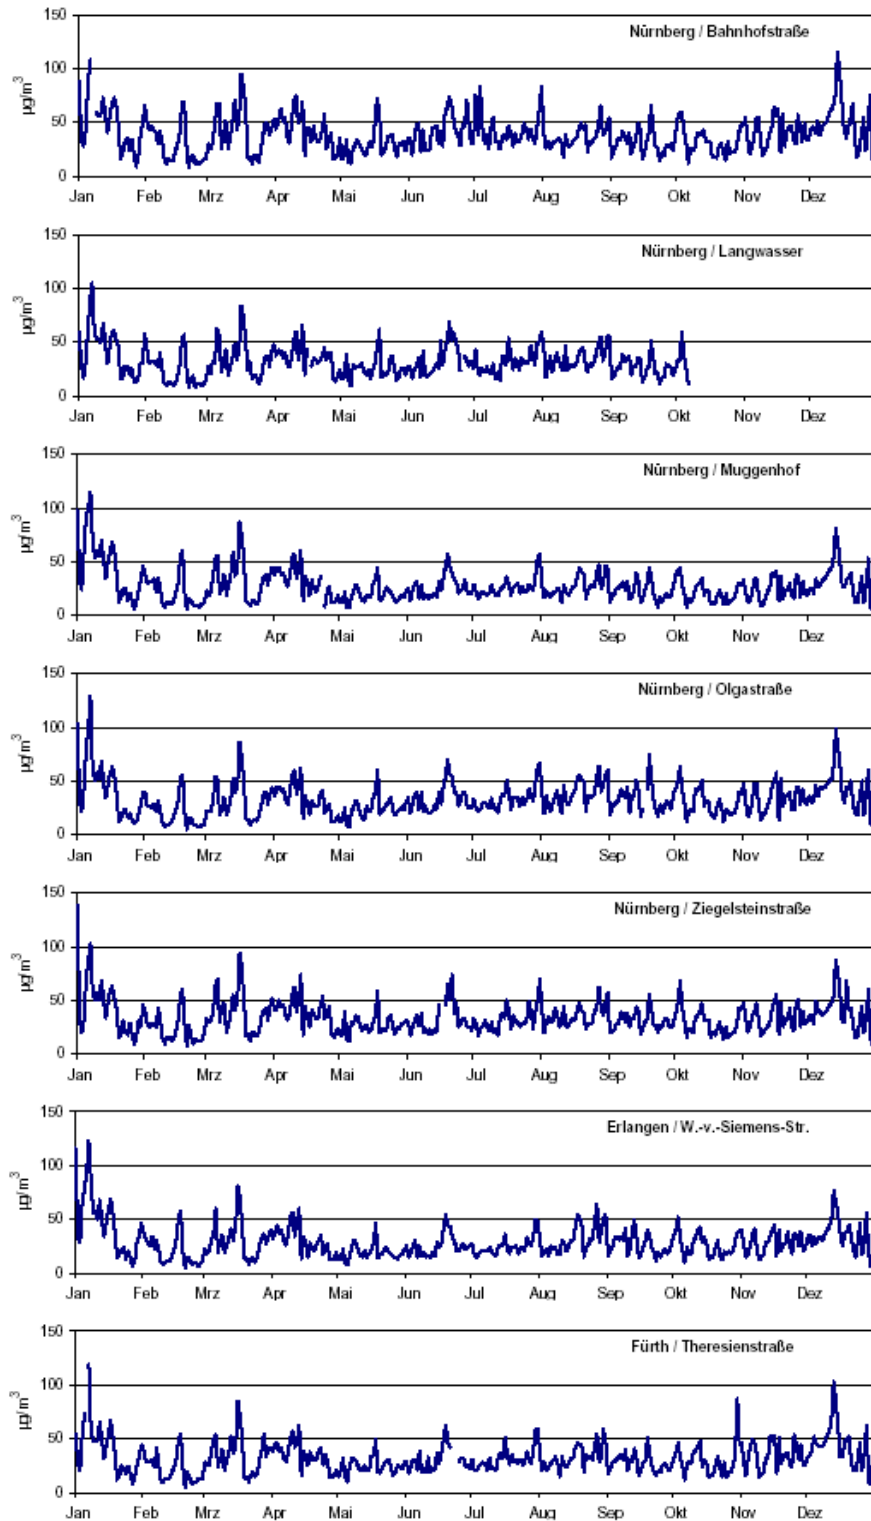 150
Nürnberg / Bahnhofstraße
100
µg/m³
50
0
Jan Feb Mrz Apr Mai Jun Jul Aug Sep Okt Nov Dez
150
Nürnberg / Langwasser
100
µg/m³
50
0
Jan Feb Mrz Apr Mai Jun Jul Aug Sep Okt Nov Dez
150
Nürnberg / Muggenhof
100
µg/m³
50
0
Jan Feb Mrz Apr Mai Jun Jul Aug Sep Okt Nov Dez
150
Nürnberg / Olgastraße
100
µg/m³
50
0
Jan Feb Mrz Apr Mai Jun Jul Aug Sep Okt Nov Dez
150
Nürnberg / Ziegelsteinstraße
100
µg/m³
50
0
Jan Feb Mrz Apr Mai Jun Jul Aug Sep Okt Nov Dez
150
Erlangen / W.-v.-Siemens-Str.
100
µg/m³
50
0
Jan Feb Mrz Apr Mai Jun Jul Aug Sep Okt Nov Dez
150
Fürth / Theresienstraße
100
µg/m³
50
0
Jan Feb Mrz Apr Mai Jun Jul Aug Sep Okt Nov Dez